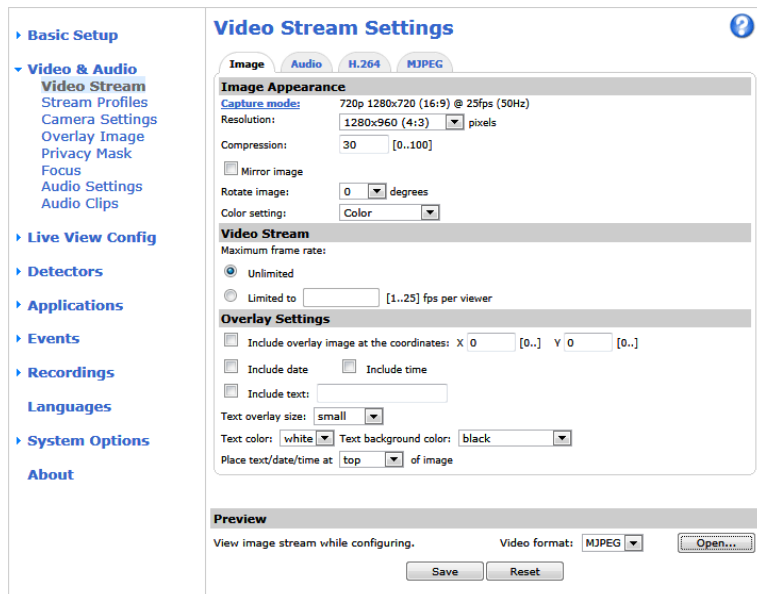 Basic Setup
Video & Audio
Video Stream
Stream Profiles
Camera Settings
Overlay Image
Privacy Mask
Focus
Audio Settings
Audio Clips
Live View Config
Detectors
Applications
Events
Recordings
Languages
System Options
About
Video Stream Settings
?
Image Audio H.264 MJPEG
Image Appearance
Capture mode: 720p 1280x720 (16:9) @ 25fps (50Hz)
Resolution: 1280x960 (4:3) pixels
Compression: 30 [0..100]
Mirror image
Rotate image: 0 degrees
Color setting: Color
Video Stream
Maximum frame rate:
Unlimited
Limited to [1..25] fps per viewer
Overlay Settings
Include overlay image at the coordinates: X 0 [0..] Y 0 [0..]
Include date Include time
Include text:
Text overlay size: small
Text color: white Text background color: black
Place text/date/time at top of image
Preview
View image stream while configuring. Video format: MJPEG Open...
Save Reset